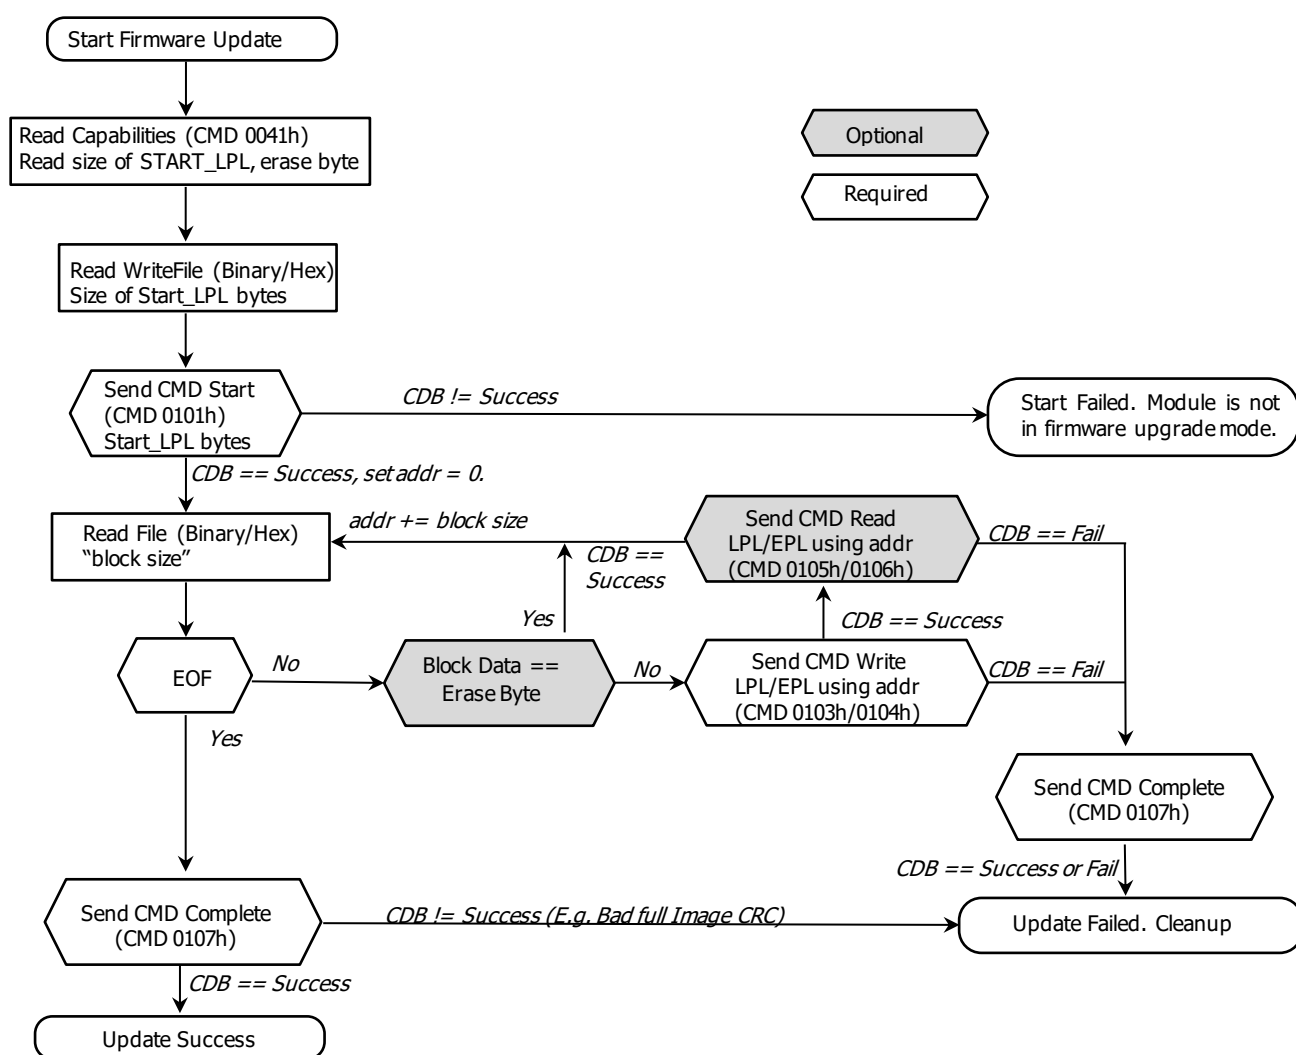 Start Firmware Update
Read Capabilities (CMD 0041h)
Read size of START_LPL, erase byte
Optional
Required
Read WriteFile (Binary/Hex)
Size of Start_LPL bytes
Send CMD Start
(CMD 0101h)
Start_LPL bytes
CDB != Success
Start Failed. Module is not
in firmware upgrade mode.
CDB == Success, set addr = 0.
Read File (Binary/Hex)
"block size"
addr += block size
CDB ==
Success
Send CMD Read
LPL/EPL using addr
(CMD 0105h/0106h)
CDB == Fail
Yes
CDB == Success
EOF
No
Block Data ==
Erase Byte
No
Send CMD Write
LPL/EPL using addr
(CMD 0103h/0104h)
CDB == Fail
Yes
Send CMD Complete
(CMD 0107h)
CDB == Success or Fail
Send CMD Complete
(CMD 0107h)
CDB != Success (E.g. Bad full Image CRC)
Update Failed. Cleanup
CDB == Success
Update Success